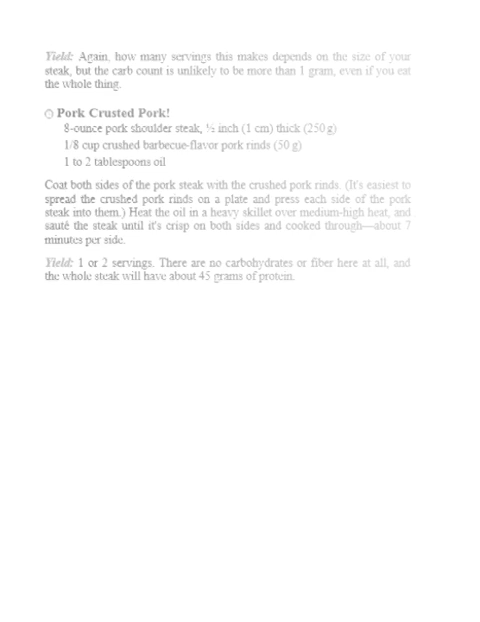 Yield: Again, how many servings this makes depends on the size of your
steak, but the carb count is unlikely to be more than 1 gram, even if you eat
the whole thing.
Pork Crusted Pork!
8-ounce pork shoulder steak, ½ inch (1 cm) thick (250 g)
1/8 cup crushed barbecue-flavor pork rinds (50 g)
1 to 2 tablespoons oil
Coat both sides of the pork steak with the crushed pork rinds. (It's easiest to
spread the crushed pork rinds on a plate and press each side of the pork
steak into them.) Heat the oil in a heavy skillet over medium-high heat, and
sauté the steak until it's crisp on both sides and cooked through—about 7
minutes per side.
Yield: 1 or 2 servings. There are no carbohydrates or fiber here at all, and
the whole steak will have about 45 grams of protein.